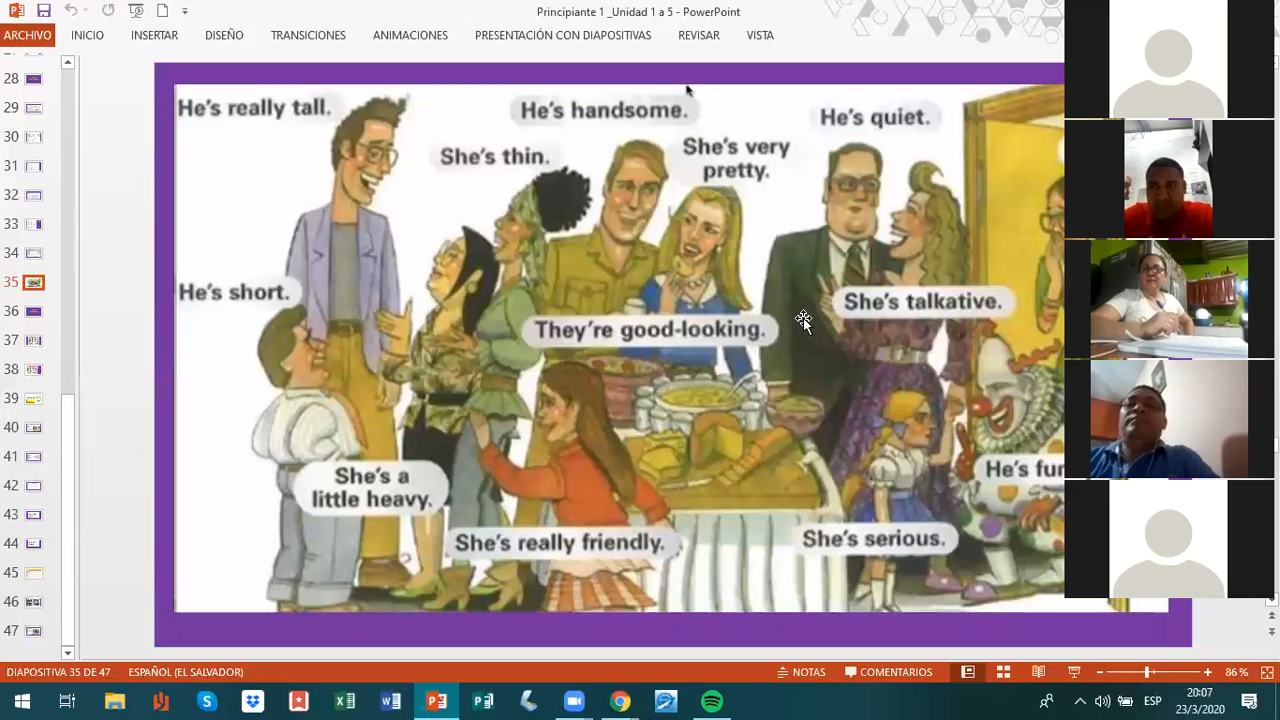 Principiante 1 _Unidad 1 a 5 - PowerPoint
ARCHIVO INICIO INSERTAR DISEÑO TRANSICIONES ANIMACIONES PRESENTACIÓN CON DIAPOSITIVAS REVISAR VISTA
28
29
30
31
32
33
34
35
36
37
38
39
40
41
42
43
44
45
46
47
He's really tall.
He's handsome.
He's quiet.
She's thin.
She's very
pretty.
He's short.
She's talkative.
They're good-looking.
She's a
little heavy.
He's fun
She's really friendly.
She's serious.
DIAPOSITIVA 35 DE 47 ESPAÑOL (EL SALVADOR) NOTAS COMENTARIOS 86 %
ESP
20:07
23/3/2020